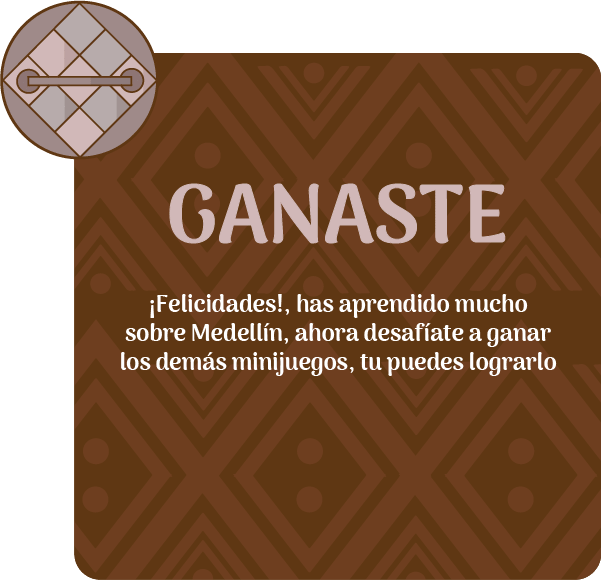 GANASTE
¡Felicidades!, has aprendido mucho
sobre Medellín, ahora desafíate a ganar
los demás minijuegos, tu puedes lograrlo